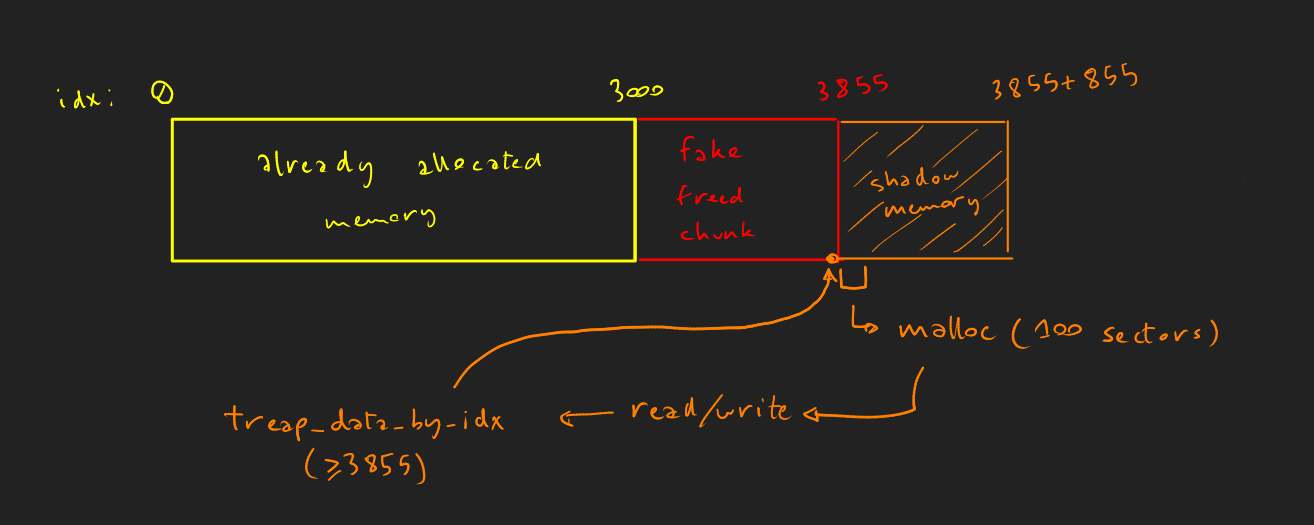 idx: 0 3000 3855 3855+855
already allocated
memory
fake
freed
chunk
shadow
memory
malloc (100 sectors)
treap_data_by_idx ← read/write
(≥3855)